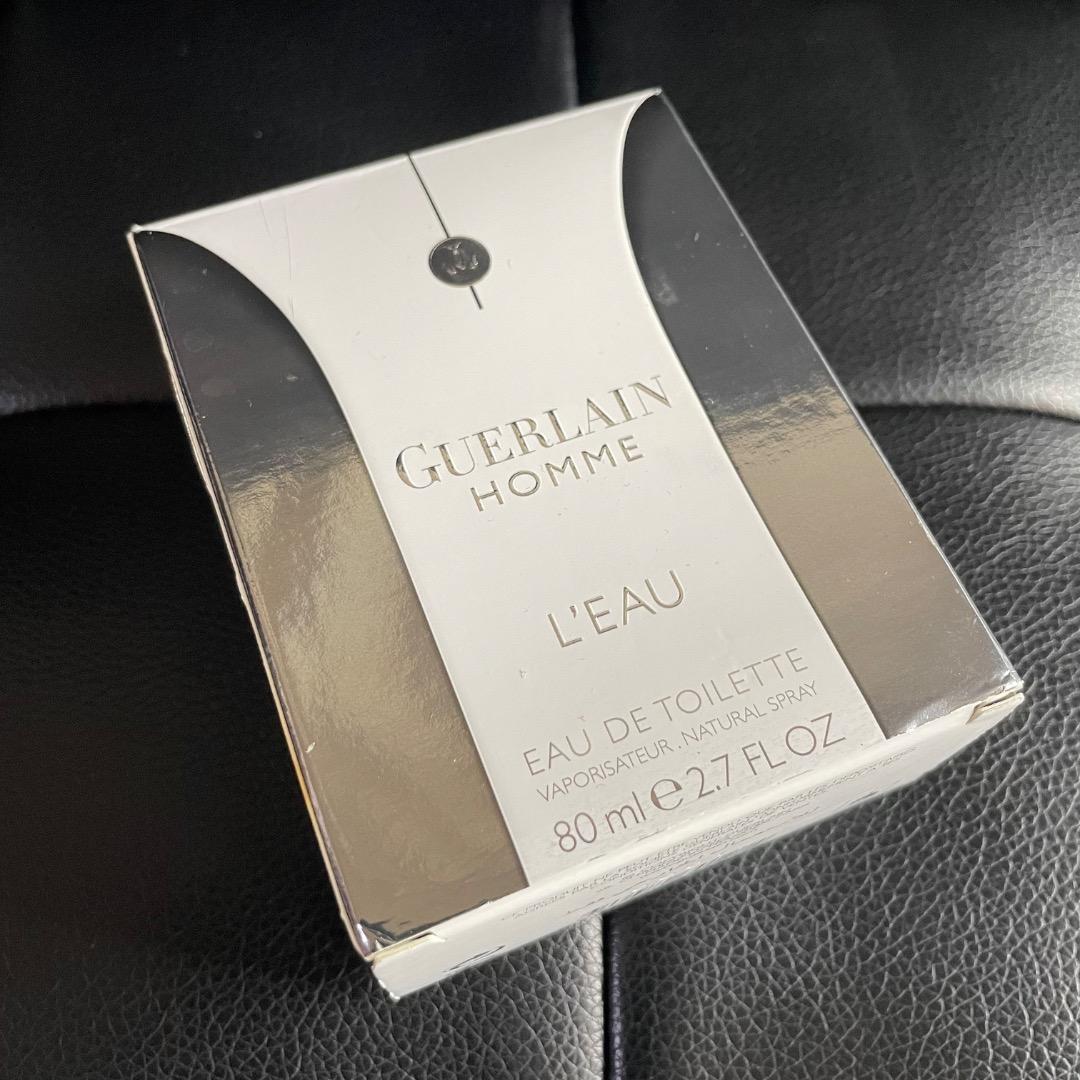 GUERLAIN
HOMME
L'EAU
EAU DE TOILETTE
VAPORISATEUR . NATURAL SPRAY
80 ml e 2.7 FL OZ